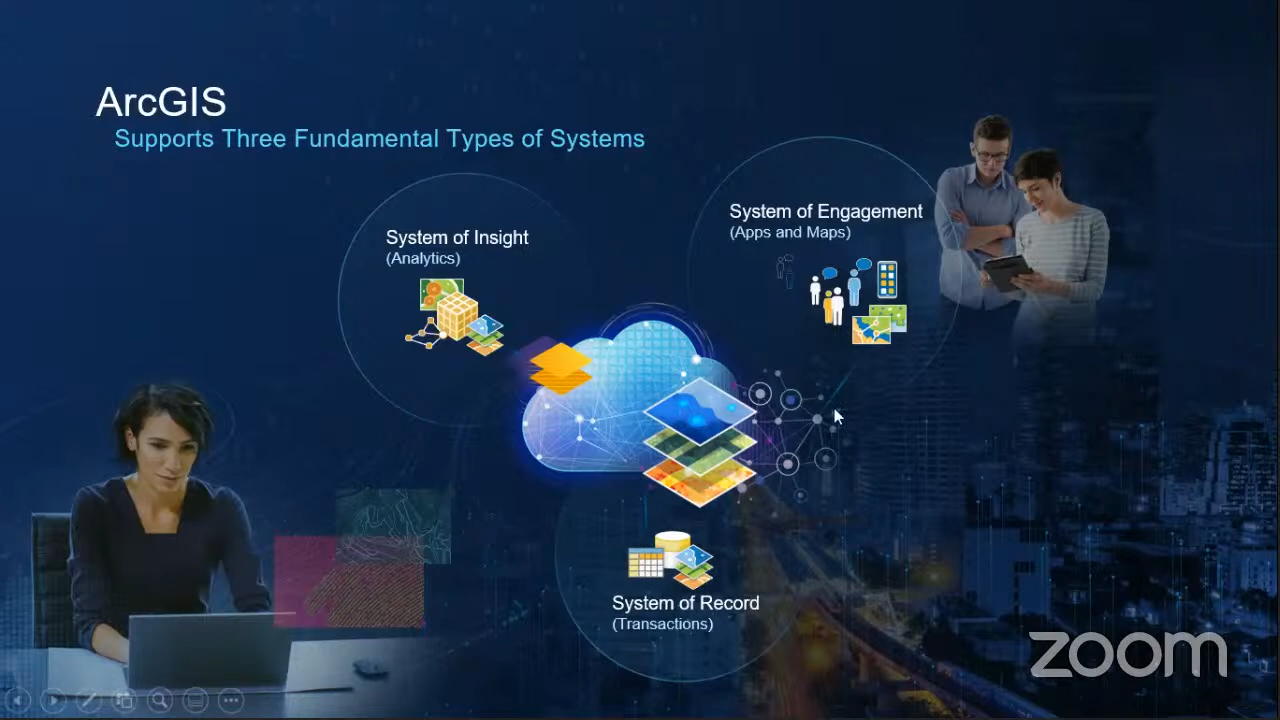 ArcGIS
Supports Three Fundamental Types of Systems
System of Insight
(Analytics)
System of Engagement
(Apps and Maps)
System of Record
(Transactions)
zoom